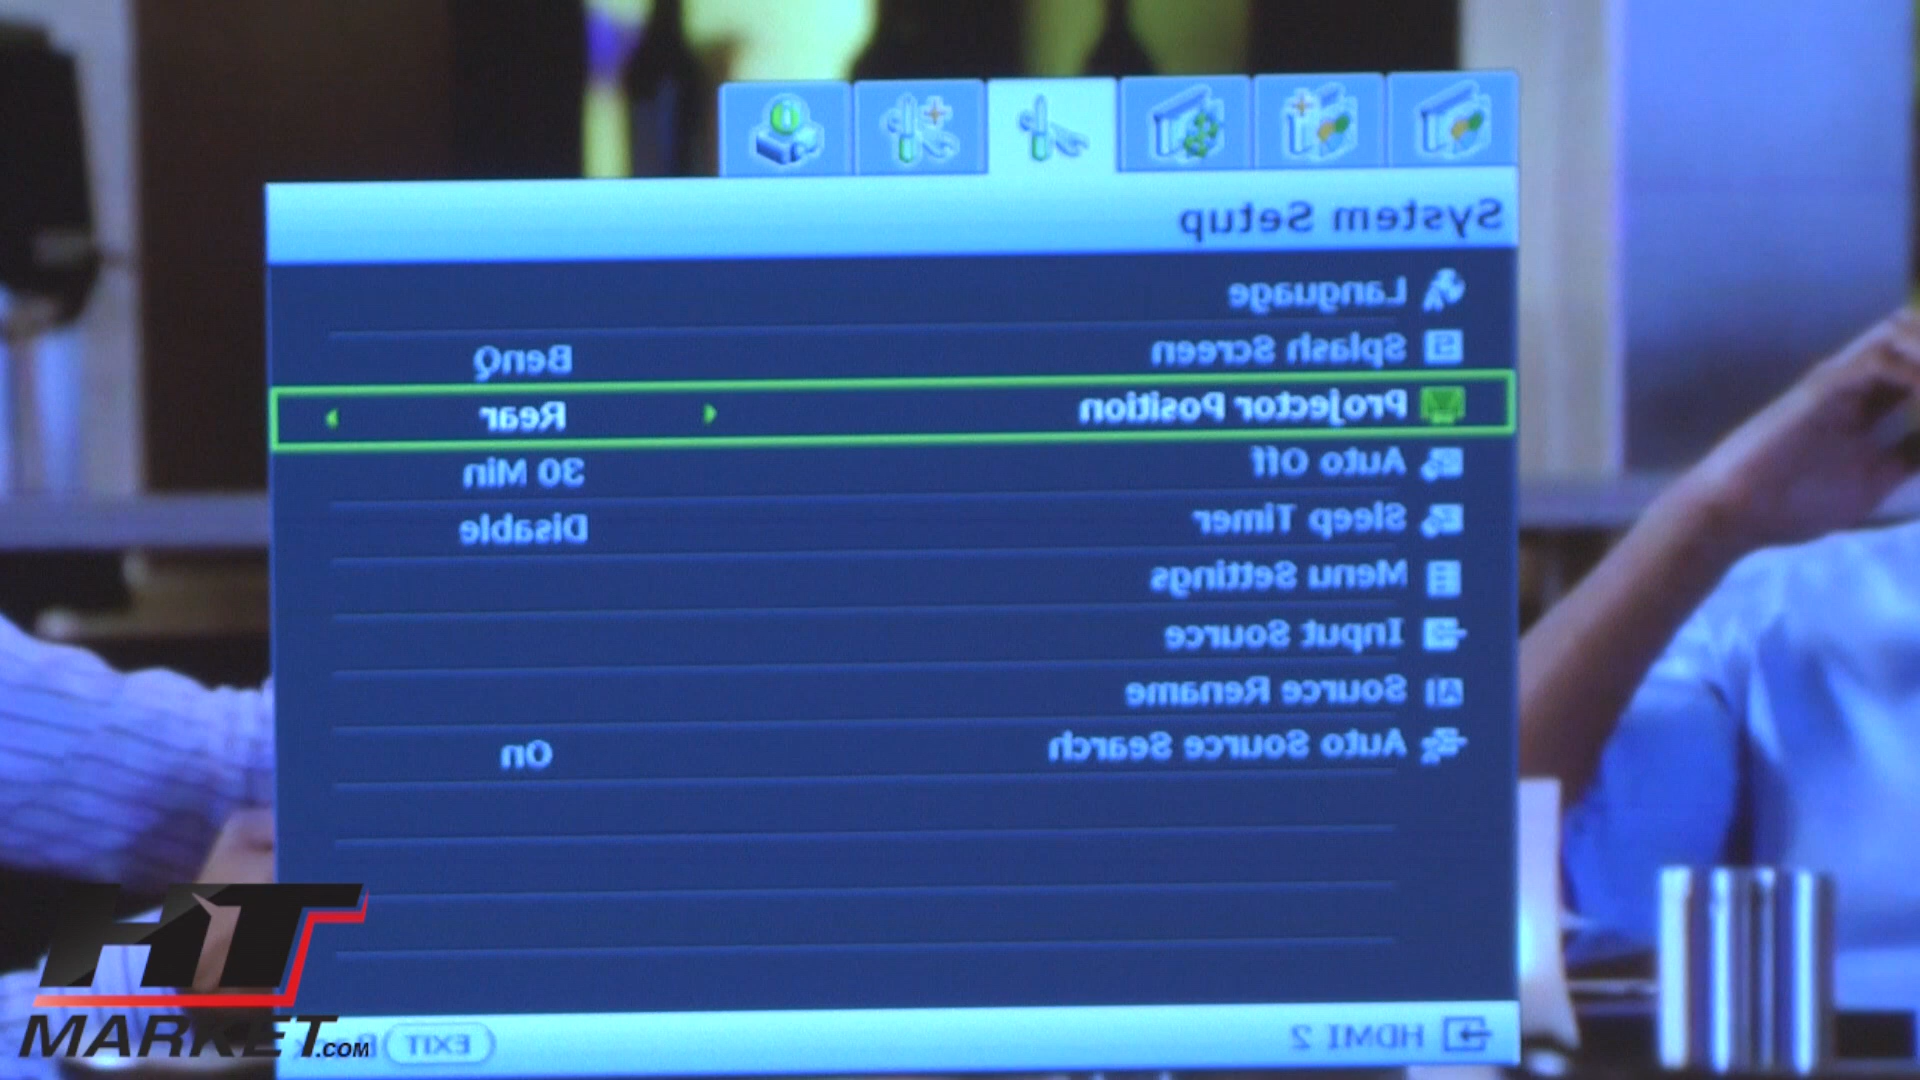 System Setup
Language
Splash Screen BenQ
Projector Position Rear
Auto Off 30 Min
Sleep Timer Disable
Menu Settings
Input Source
Source Rename
Auto Source Search On
HDMI 2
EXIT
HT
MARKET.COM